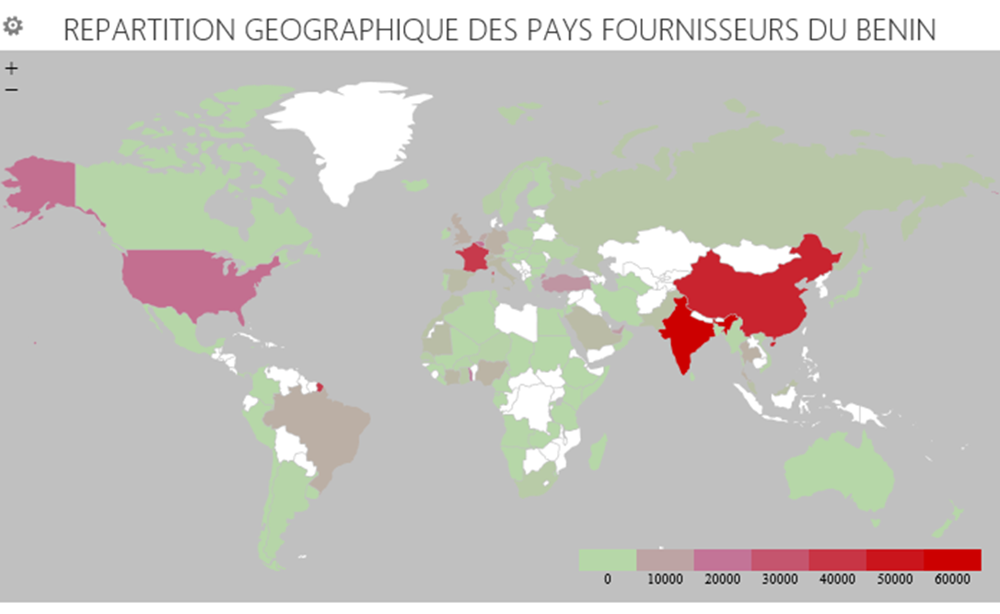 REPARTITION GEOGRAPHIQUE DES PAYS FOURNISSEURS DU BENIN
+
−
0 10000 20000 30000 40000 50000 60000